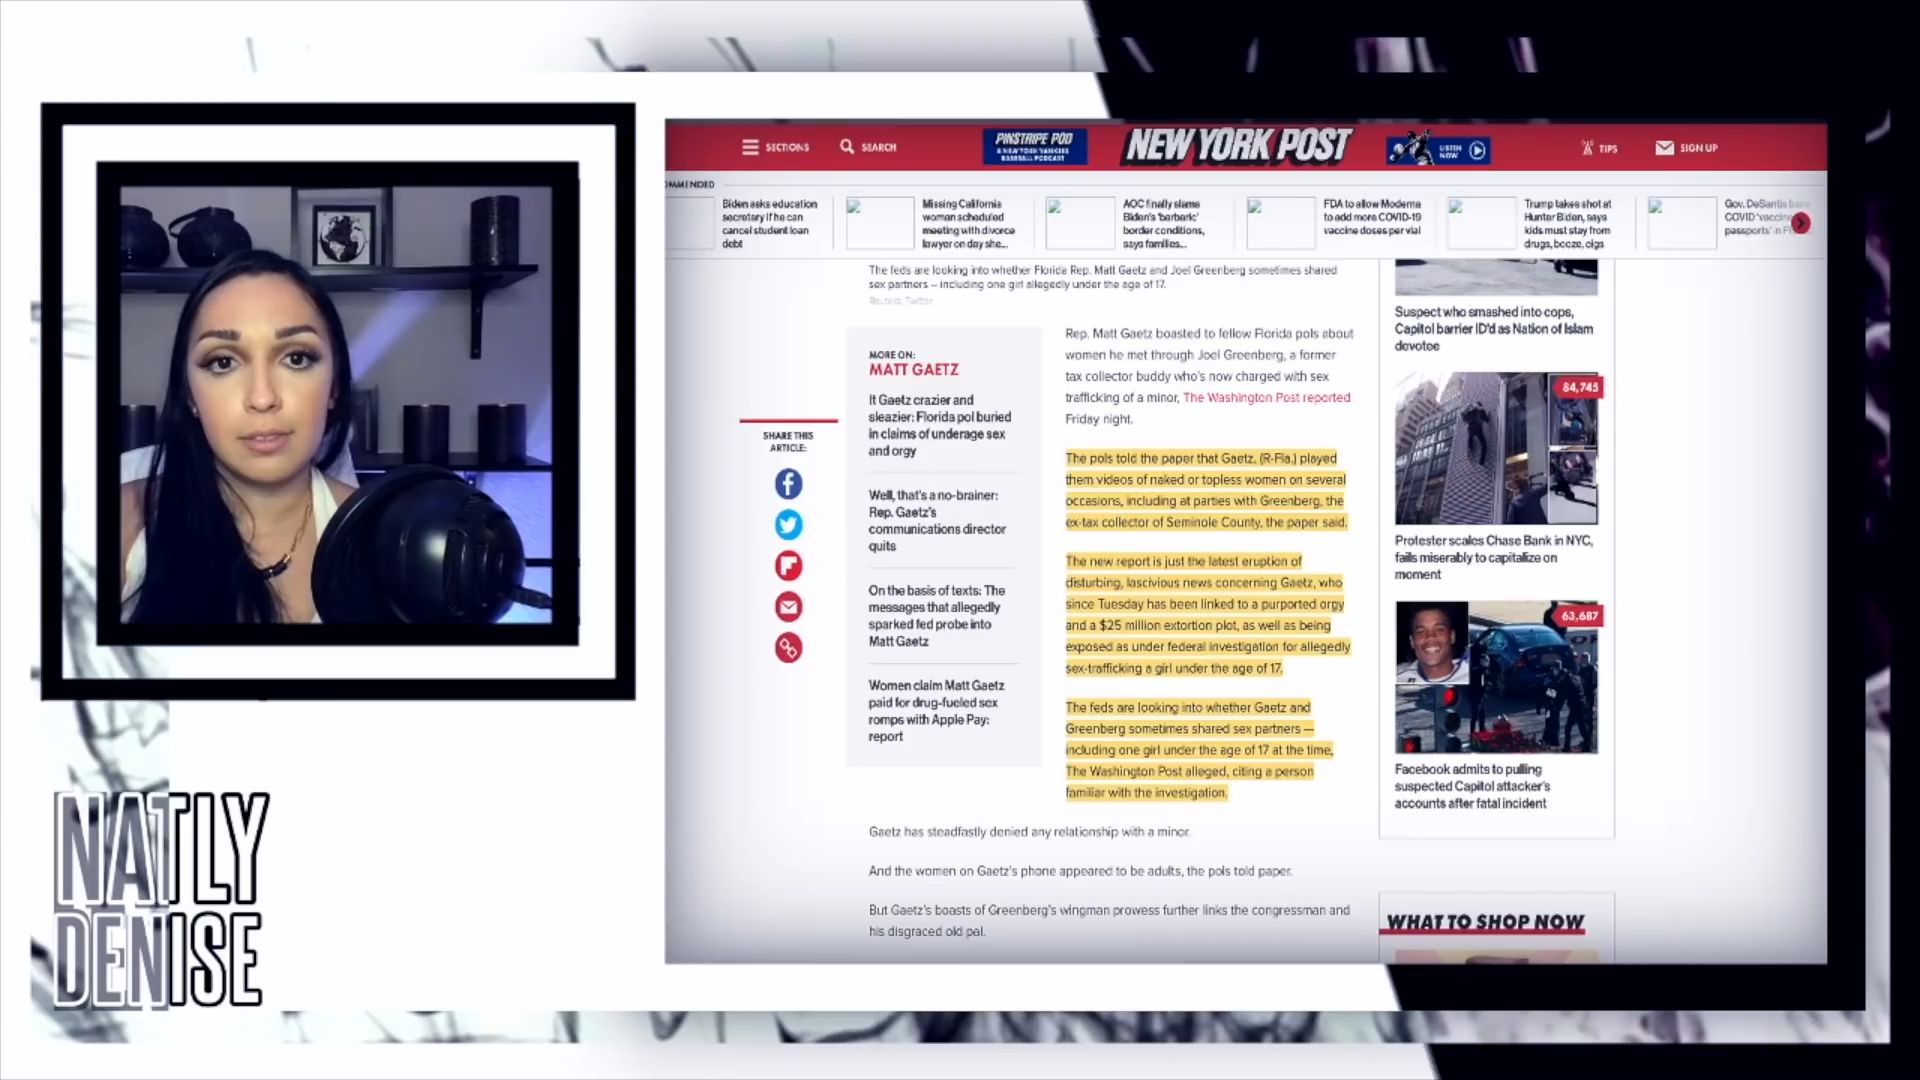 PINSTRIPE POD
A NEW YORK YANKEES
BASEBALL PODCAST
SECTIONS
SEARCH
NEW YORK POST
LISTEN
NOW
TIPS
SIGN UP
MMENDED
Biden asks education
secretary if he can
cancel student loan
debt
Missing California
woman scheduled
meeting with divorce
lawyer on day she...
AOC finally slams
Biden's 'barbaric'
border conditions,
says families...
FDA to allow Moderna
to add more COVID-19
vaccine doses per vial
Trump takes shot at
Hunter Biden, says
kids must stay from
drugs, booze, cigs
Gov. DeSantis bans
COVID 'vaccine
passports' in Fl
The feds are looking into whether Florida Rep. Matt Gaetz and Joel Greenberg sometimes shared
sex partners – including one girl allegedly under the age of 17.
Reuters; Twitter
SHARE THIS
ARTICLE:
MORE ON:
MATT GAETZ
It Gaetz crazier and
sleazier: Florida pol buried
in claims of underage sex
and orgy
Well, that's a no-brainer:
Rep. Gaetz's
communications director
quits
On the basis of texts: The
messages that allegedly
sparked fed probe into
Matt Gaetz
Women claim Matt Gaetz
paid for drug-fueled sex
romps with Apple Pay:
report
Rep. Matt Gaetz boasted to fellow Florida pols about
women he met through Joel Greenberg, a former
tax collector buddy who's now charged with sex
trafficking of a minor, The Washington Post reported
Friday night.
The pols told the paper that Gaetz, (R-Fla.) played
them videos of naked or topless women on several
occasions, including at parties with Greenberg, the
ex-tax collector of Seminole County, the paper said.
The new report is just the latest eruption of
disturbing, lascivious news concerning Gaetz, who
since Tuesday has been linked to a purported orgy
and a $25 million extortion plot, as well as being
exposed as under federal investigation for allegedly
sex-trafficking a girl under the age of 17.
The feds are looking into whether Gaetz and
Greenberg sometimes shared sex partners —
including one girl under the age of 17 at the time,
The Washington Post alleged, citing a person
familiar with the investigation.
Gaetz has steadfastly denied any relationship with a minor.
And the women on Gaetz's phone appeared to be adults, the pols told paper.
But Gaetz's boasts of Greenberg's wingman prowess further links the congressman and
his disgraced old pal.
Suspect who smashed into cops,
Capitol barrier ID'd as Nation of Islam
devotee
84,745
Protester scales Chase Bank in NYC,
fails miserably to capitalize on
moment
63,687
Facebook admits to pulling
suspected Capitol attacker's
accounts after fatal incident
WHAT TO SHOP NOW
NATLY
DENISE